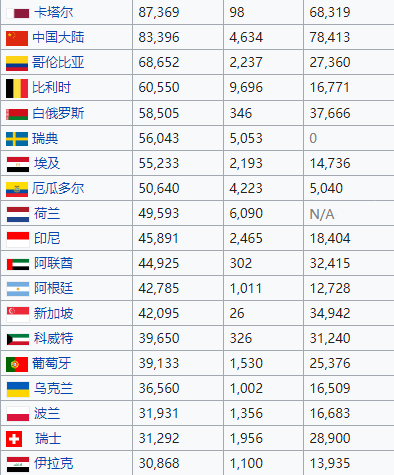 卡塔尔 87,369 98 68,319
中国大陆 83,396 4,634 78,413
哥伦比亚 68,652 2,237 27,360
比利时 60,550 9,696 16,771
白俄罗斯 58,505 346 37,666
瑞典 56,043 5,053 0
埃及 55,233 2,193 14,736
厄瓜多尔 50,640 4,223 5,040
荷兰 49,593 6,090 N/A
印尼 45,891 2,465 18,404
阿联酋 44,925 302 32,415
阿根廷 42,785 1,011 12,728
新加坡 42,095 26 34,942
科威特 39,650 326 31,240
葡萄牙 39,133 1,530 25,376
乌克兰 36,560 1,002 16,509
波兰 31,931 1,356 16,683
瑞士 31,292 1,956 28,900
伊拉克 30,868 1,100 13,935